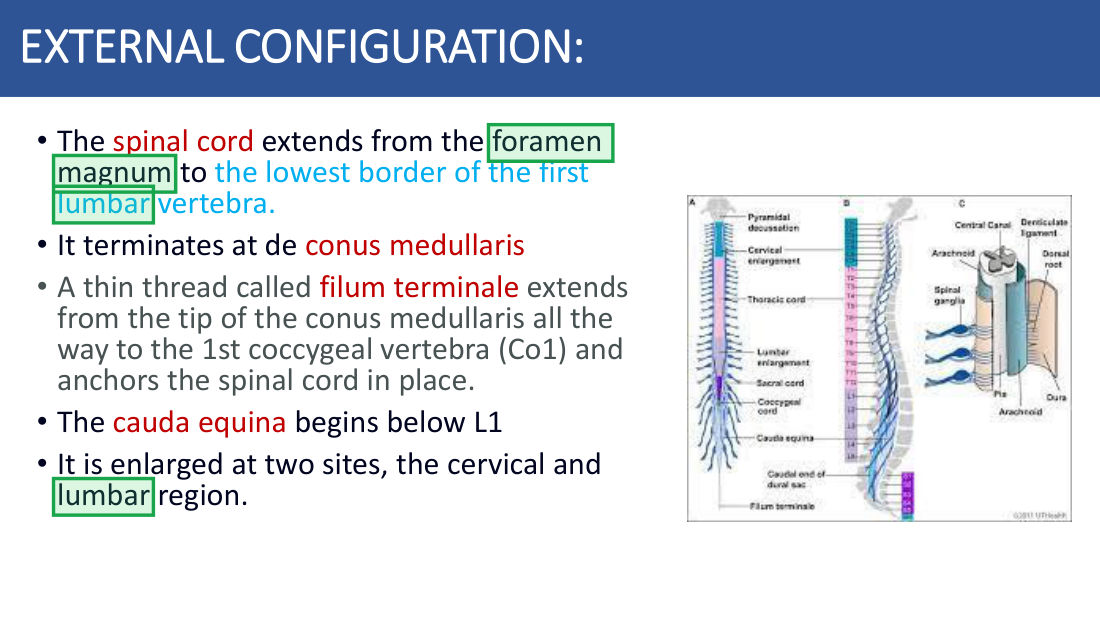 EXTERNAL CONFIGURATION:
• The spinal cord extends from the foramen
magnum to the lowest border of the first
lumbar vertebra.
• It terminates at de conus medullaris
• A thin thread called filum terminale extends
from the tip of the conus medullaris all the
way to the 1st coccygeal vertebra (Co1) and
anchors the spinal cord in place.
• The cauda equina begins below L1
• It is enlarged at two sites, the cervical and
lumbar region.
A
B
C
Pyramidal
decussation
Cervical
enlargement
Thoracic cord
Lumbar
enlargement
Sacral cord
Coccygeal
cord
Cauda equina
Caudal end of
dural sac
Filum terminale
Central Canal
Denticulate
ligament
Arachnoid
Dorsal
root
Spinal
ganglia
Pia
Dura
Arachnoid